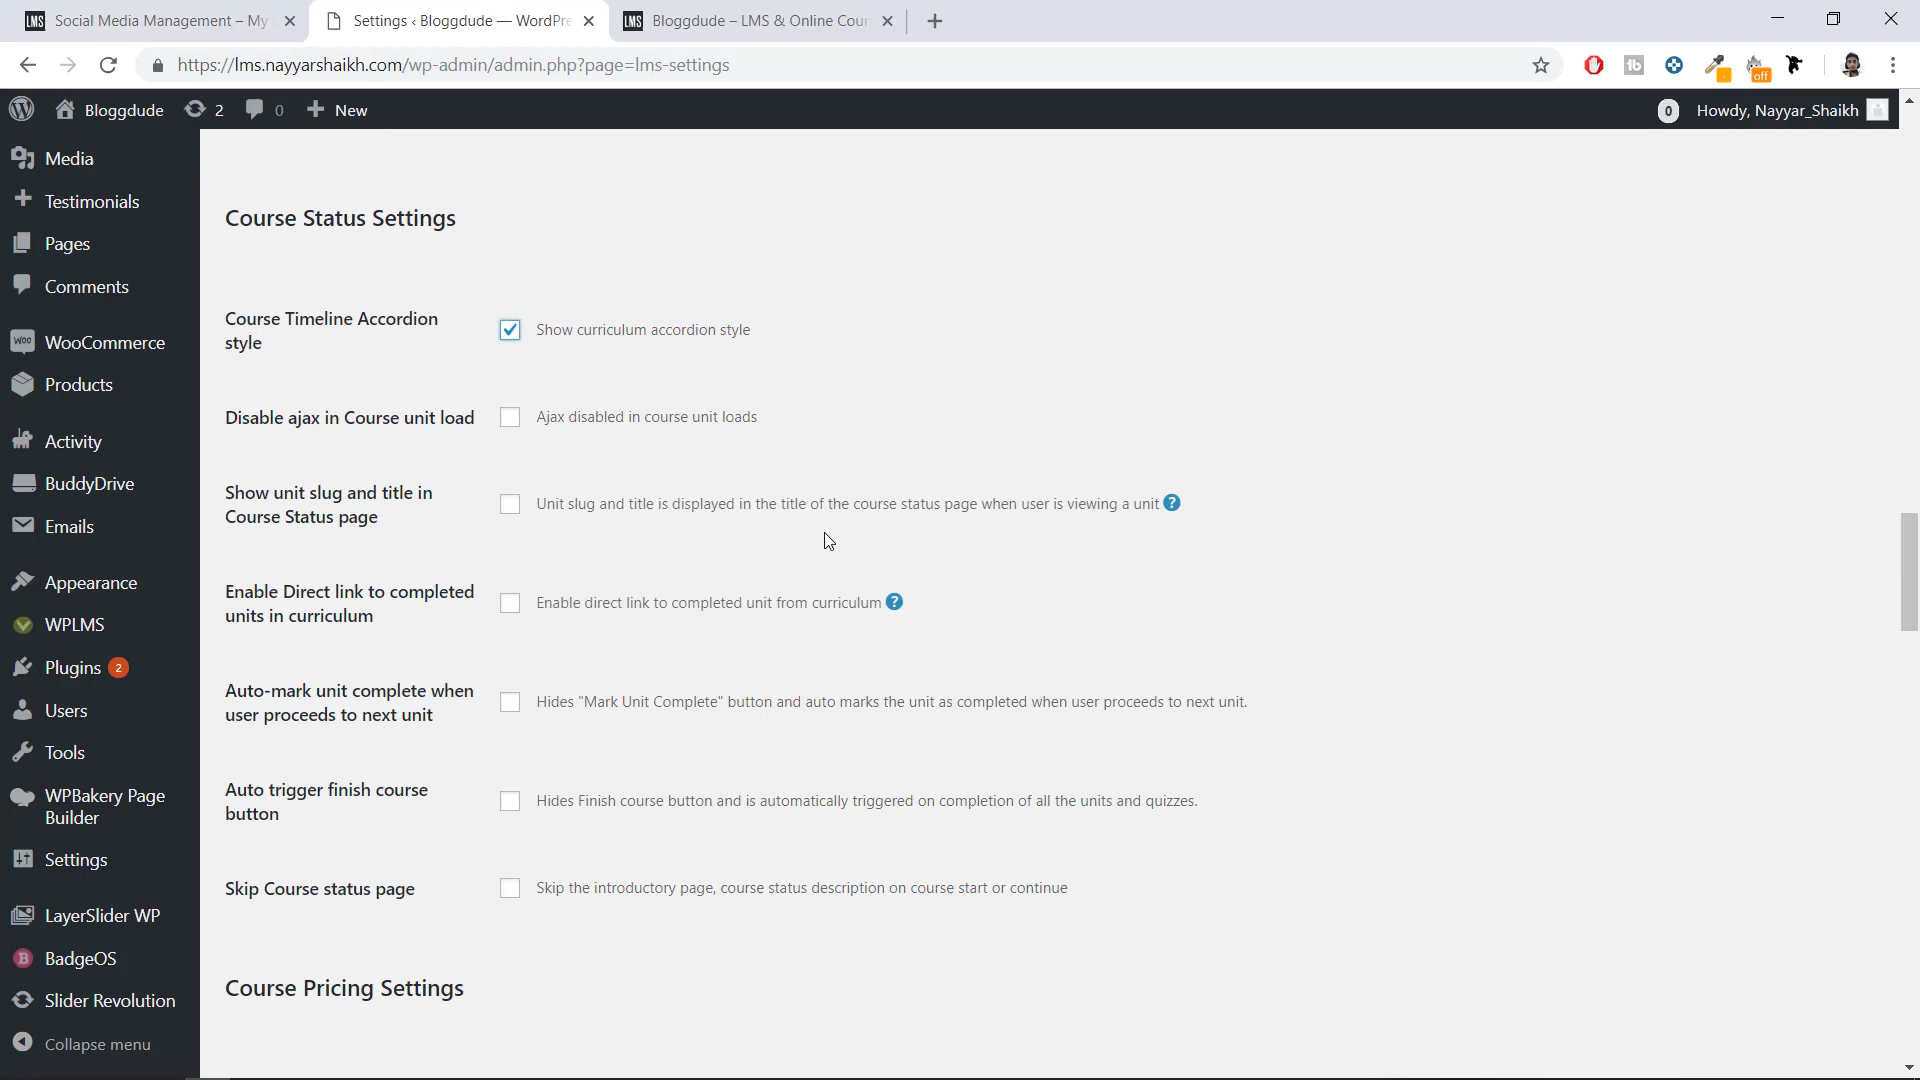 LMS Social Media Management – My
Settings ‹ Bloggdude — WordPre
LMS Bloggdude – LMS & Online Cour
https://lms.nayyarshaikh.com/wp-admin/admin.php?page=lms-settings
tb
off
Bloggdude
2
0
New
0
Howdy, Nayyar_Shaikh
Media
Testimonials
Pages
Comments
Woo WooCommerce
Products
Activity
BuddyDrive
Emails
Appearance
WPLMS
Plugins 2
Users
Tools
WPBakery Page
Builder
Settings
LayerSlider WP
B BadgeOS
Slider Revolution
Collapse menu
Course Status Settings
Course Timeline Accordion
style
Show curriculum accordion style
Disable ajax in Course unit load
Ajax disabled in course unit loads
Show unit slug and title in
Course Status page
Unit slug and title is displayed in the title of the course status page when user is viewing a unit ?
Enable Direct link to completed
units in curriculum
Enable direct link to completed unit from curriculum ?
Auto-mark unit complete when
user proceeds to next unit
Hides "Mark Unit Complete" button and auto marks the unit as completed when user proceeds to next unit.
Auto trigger finish course
button
Hides Finish course button and is automatically triggered on completion of all the units and quizzes.
Skip Course status page
Skip the introductory page, course status description on course start or continue
Course Pricing Settings